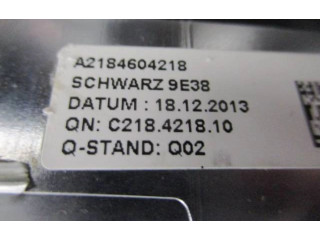 A2184604218
SCHWARZ 9E38
DATUM : 18.12.2013
QN: C218.4218.10
Q-STAND: Q02